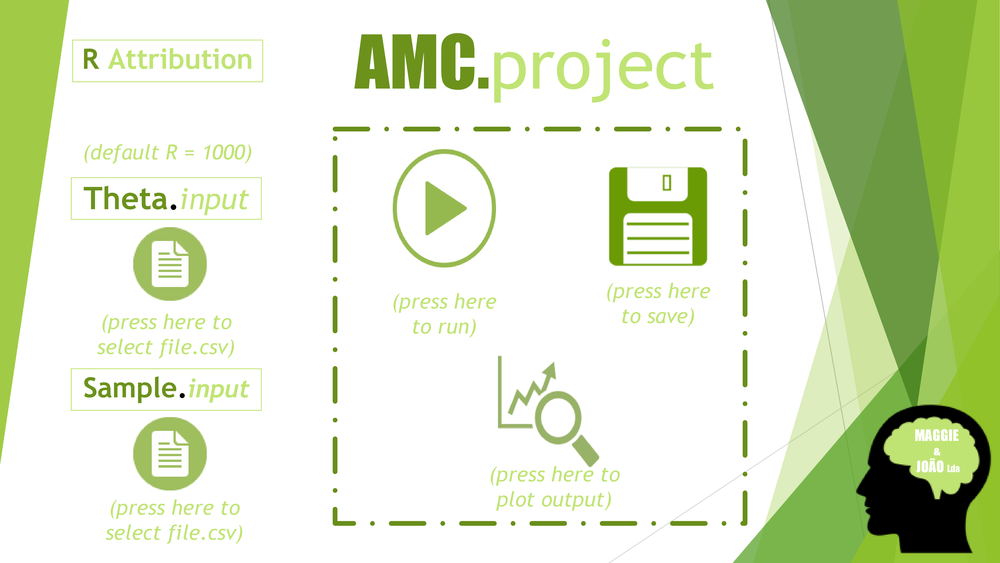 R Attribution
AMC.project
(default R = 1000)
Theta.input
(press here to
select file.csv)
Sample.input
(press here to
select file.csv)
(press here
to run)
(press here
to save)
(press here to
plot output)
MAGGIE
&
JOÃO Lda